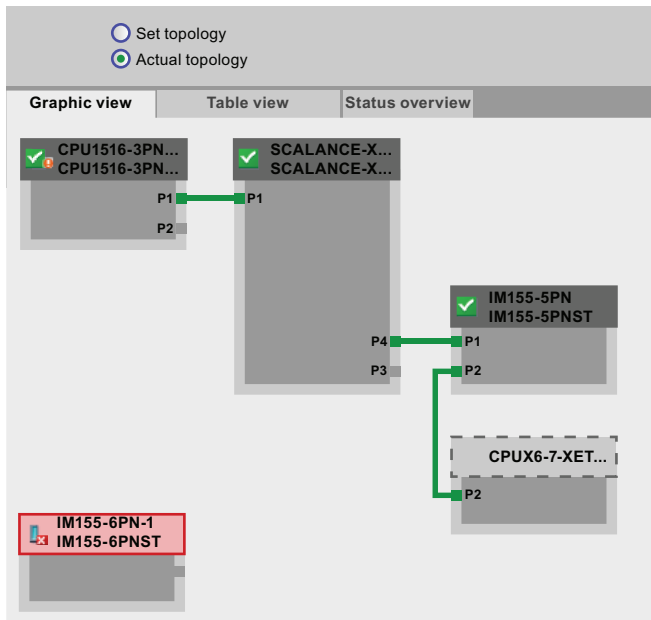 Set topology
Actual topology
Graphic view
Table view
Status overview
CPU1516-3PN...
CPU1516-3PN...
P1
P2
SCALANCE-X...
SCALANCE-X...
P1
P4
P3
IM155-5PN
IM155-5PNST
P1
P2
CPUX6-7-XET...
P2
IM155-6PN-1
IM155-6PNST